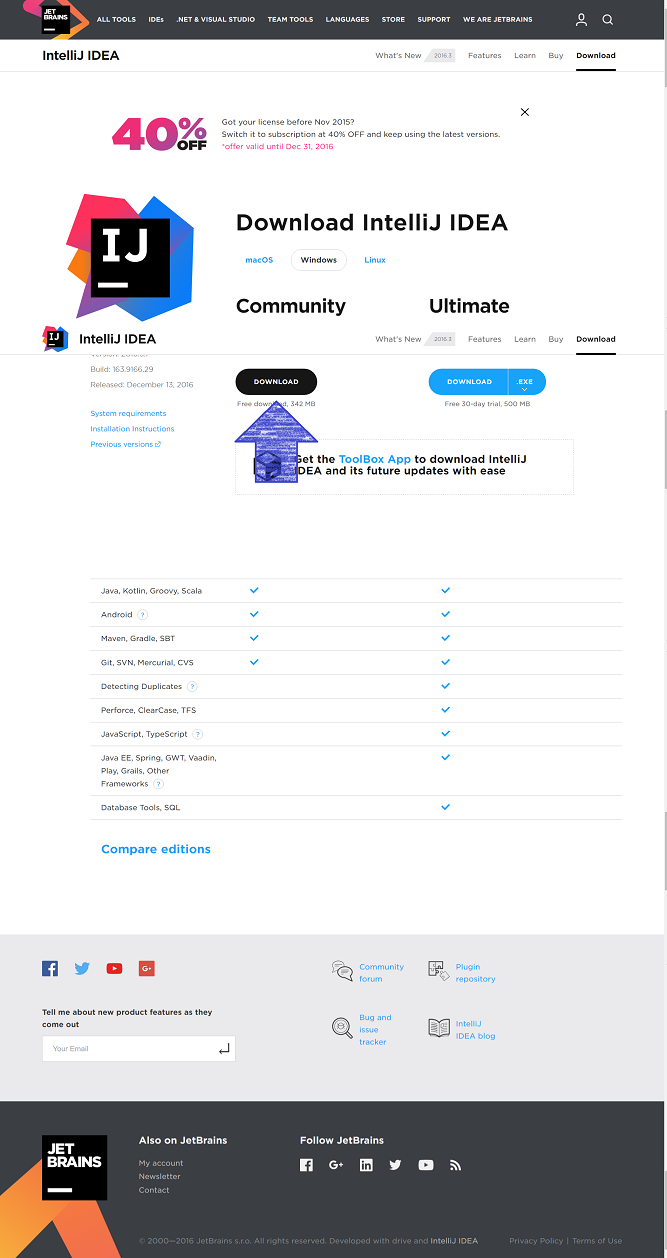 JET
BRAINS
ALL TOOLS IDEs .NET & VISUAL STUDIO TEAM TOOLS LANGUAGES STORE SUPPORT WE ARE JETBRAINS
IntelliJ IDEA
What's New 2016.3 Features Learn Buy Download
40% OFF
Got your license before Nov 2015?
Switch it to subscription at 40% OFF and keep using the latest versions.
*offer valid until Dec 31, 2016
IJ
Download IntelliJ IDEA
macOS Windows Linux
Community Ultimate
IJ IntelliJ IDEA
What's New 2016.3 Features Learn Buy Download
Build: 163.9166.29
Released: December 13, 2016
System requirements
Installation Instructions
Previous versions
DOWNLOAD DOWNLOAD .EXE
Free download, 342 MB Free 30-day trial, 500 MB
Get the ToolBox App to download IntelliJ
IDEA and its future updates with ease
Java, Kotlin, Groovy, Scala
Android ?
Maven, Gradle, SBT
Git, SVN, Mercurial, CVS
Detecting Duplicates ?
Perforce, ClearCase, TFS
JavaScript, TypeScript ?
Java EE, Spring, GWT, Vaadin,
Play, Grails, Other
Frameworks ?
Database Tools, SQL
Compare editions
Community
forum
Plugin
repository
Tell me about new product features as they
come out
Your Email
Bug and
issue
tracker
IntelliJ
IDEA blog
JET
BRAINS
Also on JetBrains
My account
Newsletter
Contact
Follow JetBrains
© 2000—2016 JetBrains s.r.o. All rights reserved. Developed with drive and IntelliJ IDEA
Privacy Policy | Terms of Use